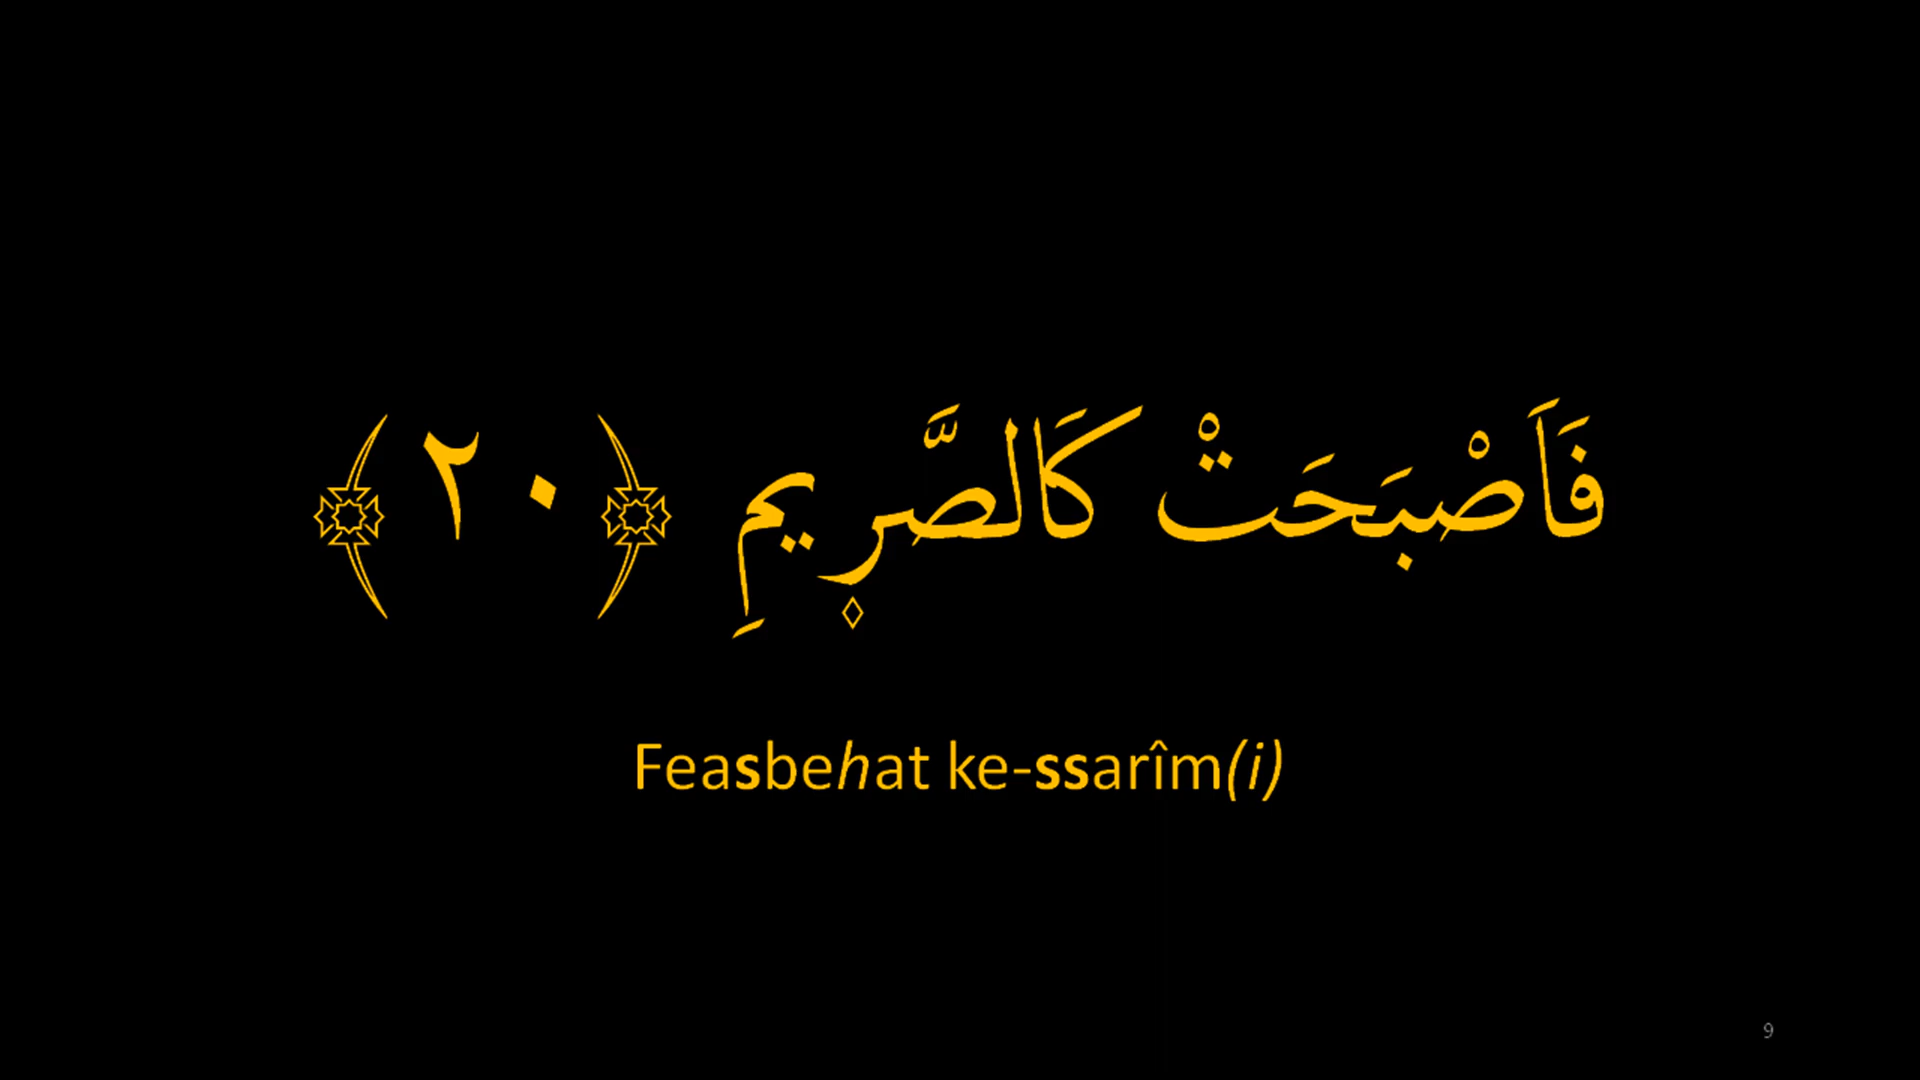 فَاَصْبَحَتْ كَالصَّرٖيمِ ﴿٢٠﴾
Feasbehat ke-ssarîm(i)
9